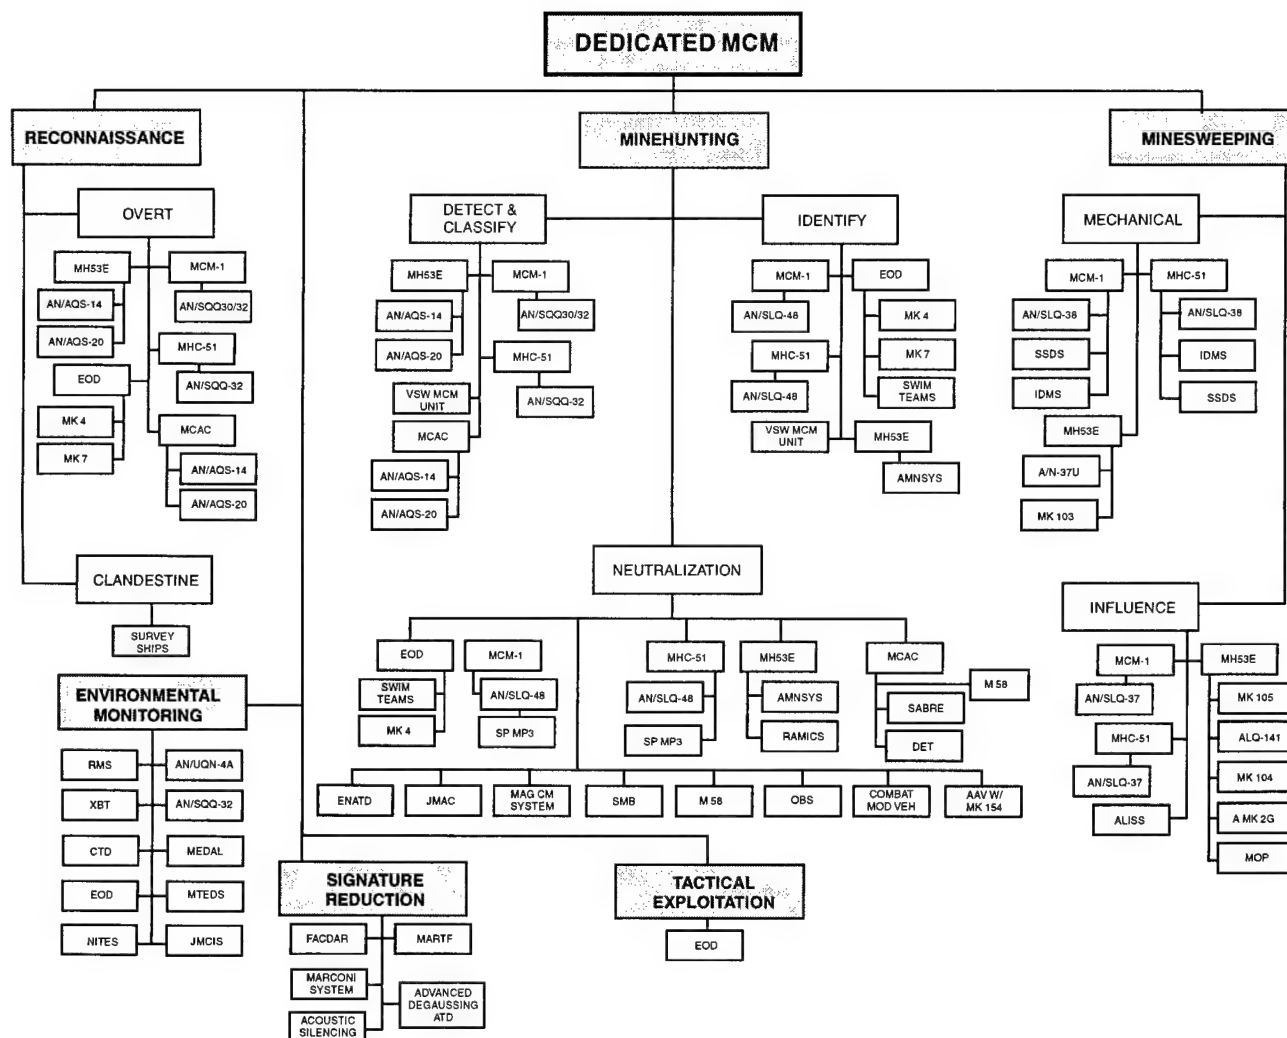 DEDICATED MCM
RECONNAISSANCE
OVERT
MH53E
MCM-1
AN/AQS-14
AN/SQQ30/32
AN/AQS-20
MHC-51
EOD
AN/SQQ-32
MK 4
MCAC
MK 7
AN/AQS-14
AN/AQS-20
CLANDESTINE
SURVEY
SHIPS
ENVIRONMENTAL
MONITORING
RMS
AN/UQN-4A
XBT
AN/SQQ-32
CTD
MEDAL
EOD
MTEDS
NITES
JMCIS
MINEHUNTING
DETECT &
CLASSIFY
MH53E
MCM-1
AN/AQS-14
AN/SQQ30/32
AN/AQS-20
MHC-51
VSW MCM
UNIT
AN/SQQ-32
MCAC
AN/AQS-14
AN/AQS-20
IDENTIFY
MCM-1
EOD
AN/SLQ-48
MK 4
MHC-51
MK 7
AN/SLQ-48
SWIM
TEAMS
VSW MCM
UNIT
MH53E
AMNSYS
NEUTRALIZATION
EOD
SWIM
TEAMS
MK 4
MCM-1
AN/SLQ-48
SP MP3
MHC-51
AN/SLQ-48
SP MP3
MH53E
AMNSYS
RAMICS
MCAC
M 58
SABRE
DET
ENATD
JMAC
MAG CM
SYSTEM
SMB
M 58
OBS
COMBAT
MOD VEH
AAV W/
MK 154
MINESWEEPING
MECHANICAL
MCM-1
MHC-51
AN/SLQ-38
AN/SLQ-38
SSDS
IDMS
IDMS
SSDS
MH53E
A/N-37U
MK 103
INFLUENCE
MCM-1
MH53E
AN/SLQ-37
MK 105
MHC-51
ALQ-141
AN/SLQ-37
MK 104
ALISS
A MK 2G
MOP
SIGNATURE
REDUCTION
FACDAR
MARTF
MARCONI
SYSTEM
ADVANCED
DEGAUSSING
ATD
ACOUSTIC
SILENCING
TACTICAL
EXPLOITATION
EOD